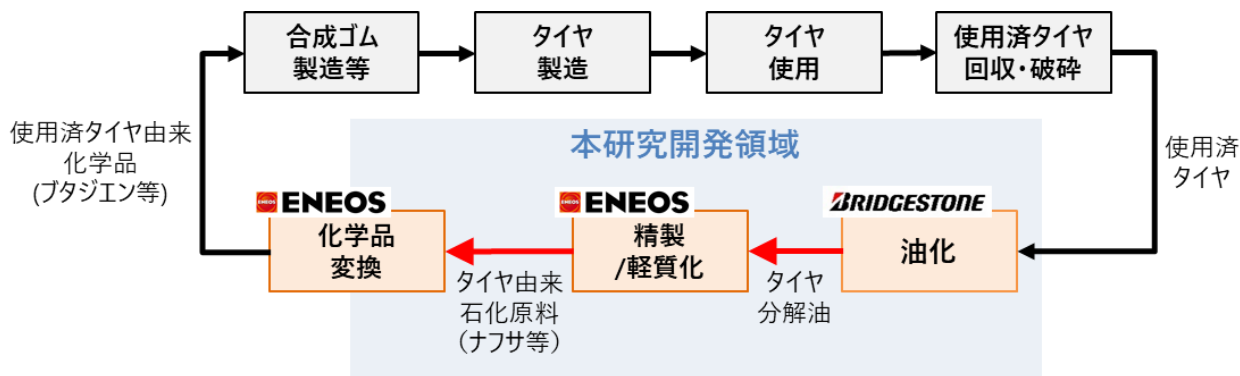 合成ゴム
製造等
タイヤ
製造
タイヤ
使用
使用済タイヤ
回収・破砕
使用済タイヤ由来
化学品
(ブタジエン等)
本研究開発領域
使用済
タイヤ
ENEOS
化学品
変換
ENEOS
精製
/軽質化
BRIDGESTONE
油化
タイヤ由来
石化原料
(ナフサ等)
タイヤ
分解油